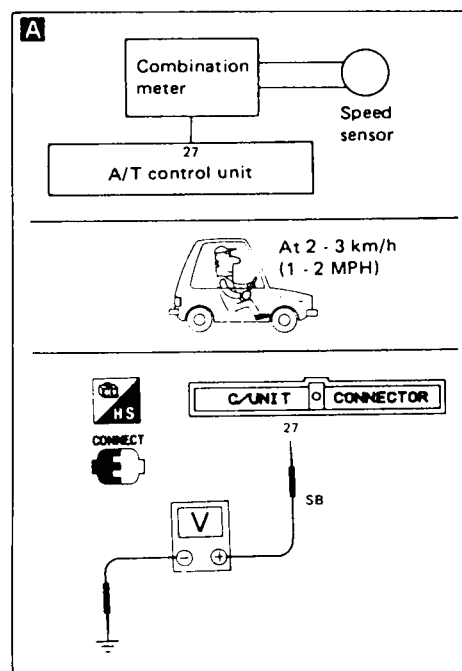 A
Combination
meter
Speed
sensor
27
A/T control unit
At 2 - 3 km/h
(1 - 2 MPH)
HS
CONNECT
C/UNIT CONNECTOR
27
SB
V
- +